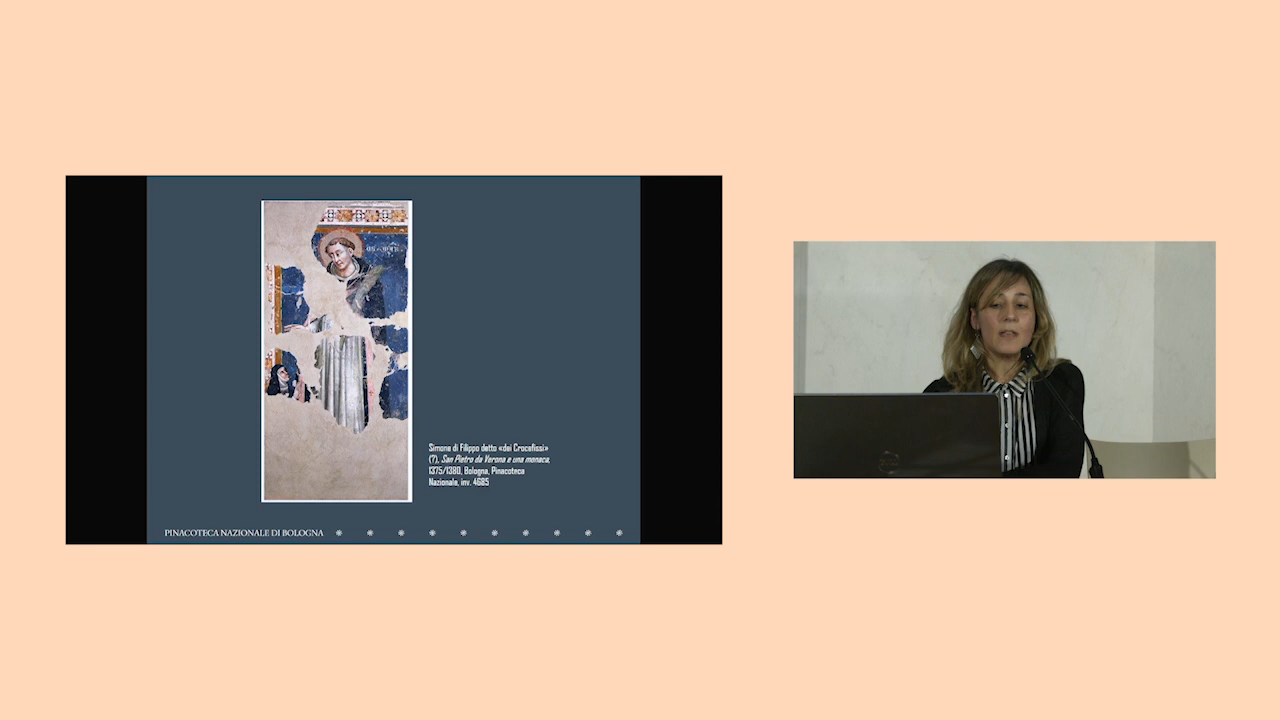 Simone di Filippo detto «dei Crocefissi»
(?), San Pietro da Verona e una monaca,
1375/1380, Bologna, Pinacoteca
Nazionale, inv. 4685
PINACOTECA NAZIONALE DI BOLOGNA